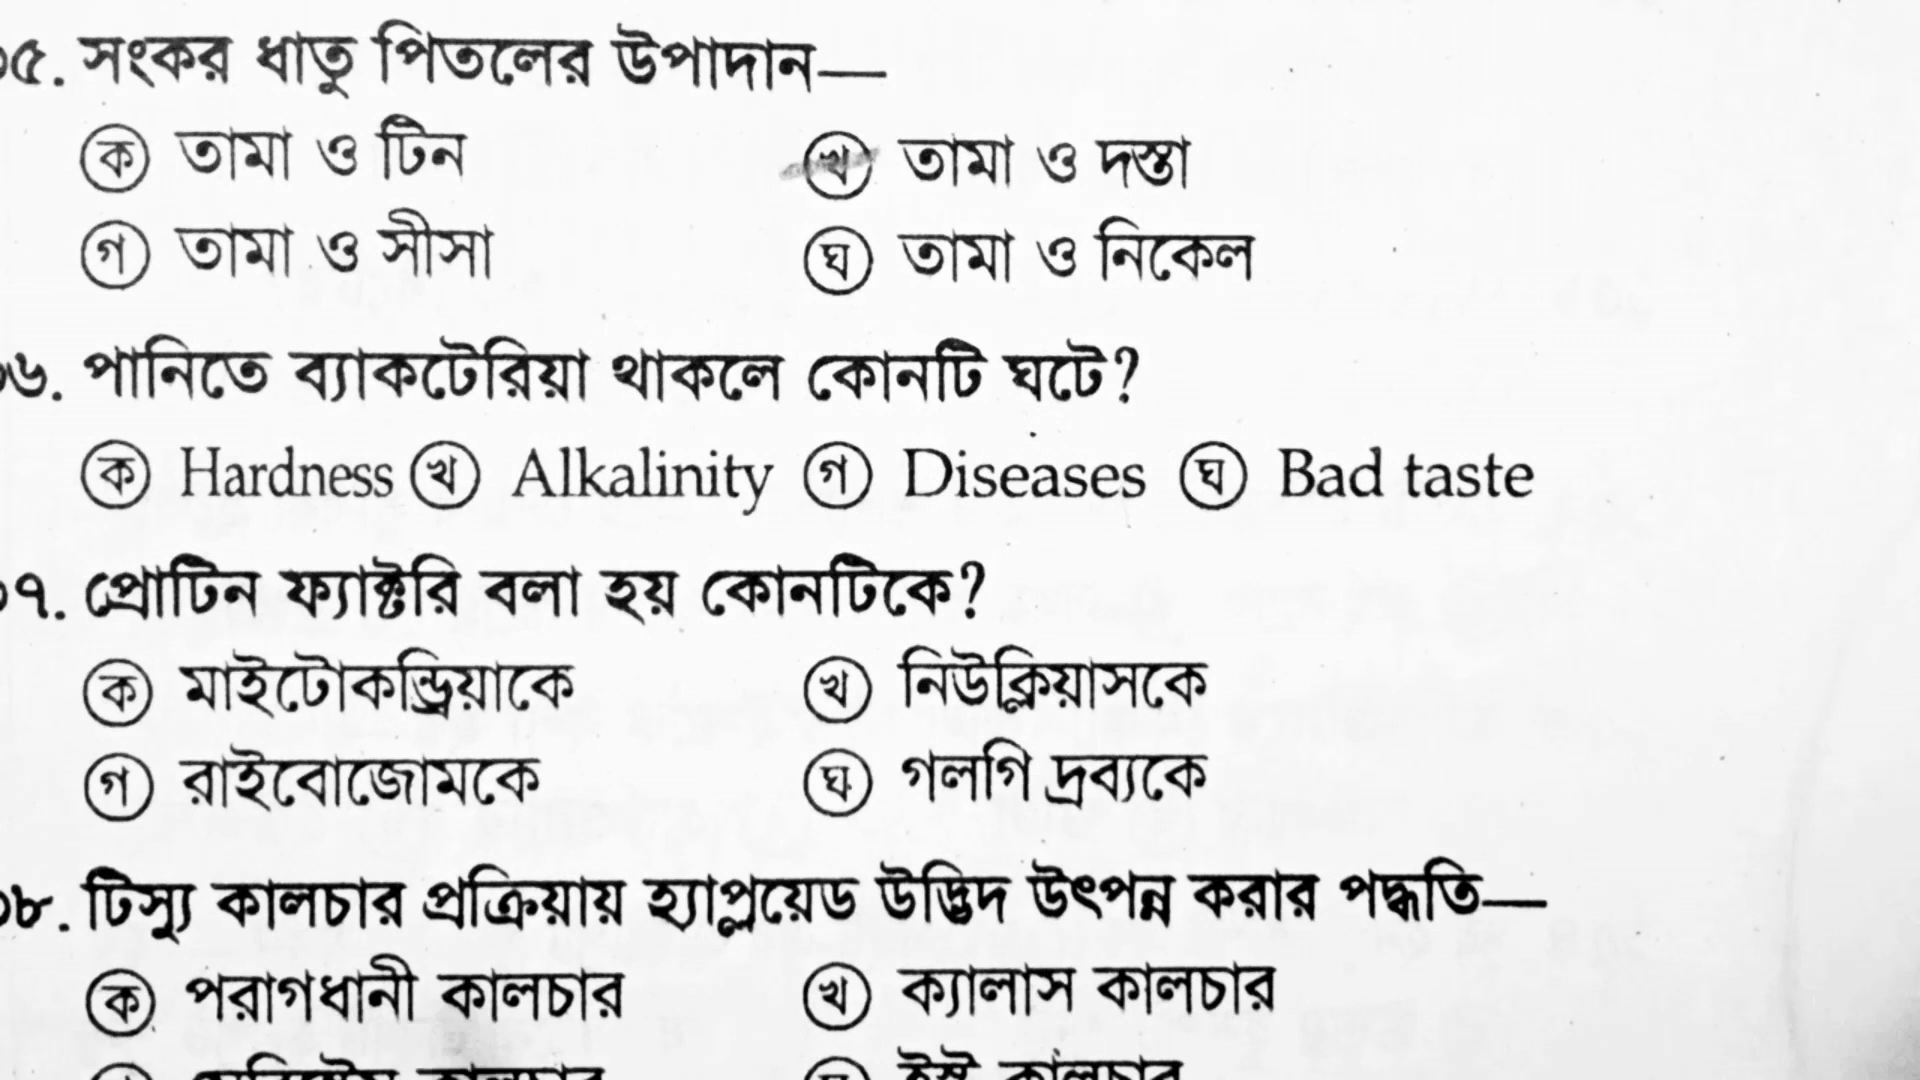 ৫. সংকর ধাতু পিতলের উপাদান—
ক তামা ও টিন খ তামা ও দস্তা
গ তামা ও সীসা ঘ তামা ও নিকেল
৬. পানিতে ব্যাকটেরিয়া থাকলে কোনটি ঘটে?
ক Hardness খ Alkalinity গ Diseases ঘ Bad taste
৭. প্রোটিন ফ্যাক্টরি বলা হয় কোনটিকে?
ক মাইটোকন্ড্রিয়াকে খ নিউক্লিয়াসকে
গ রাইবোজোমকে ঘ গলগি দ্রব্যকে
৮. টিস্যু কালচার প্রক্রিয়ায় হ্যাপ্লয়েড উদ্ভিদ উৎপন্ন করার পদ্ধতি—
ক পরাগধানী কালচার খ ক্যালাস কালচার